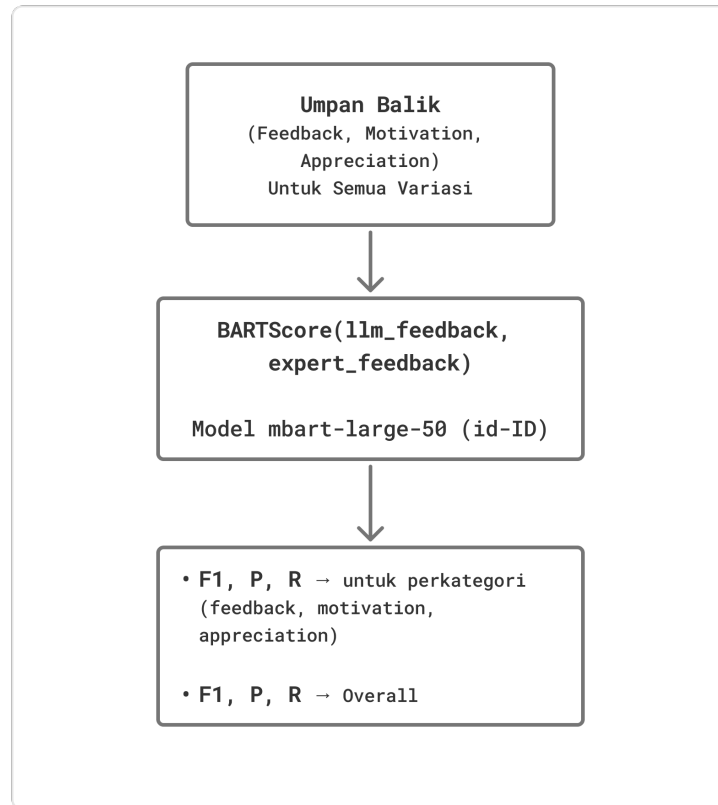 Umpan Balik
(Feedback, Motivation,
Appreciation)
Untuk Semua Variasi
BARTScore(llm_feedback,
expert_feedback)
Model mbart-large-50 (id-ID)
• F1, P, R → untuk perkategori
(feedback, motivation,
appreciation)
• F1, P, R → Overall